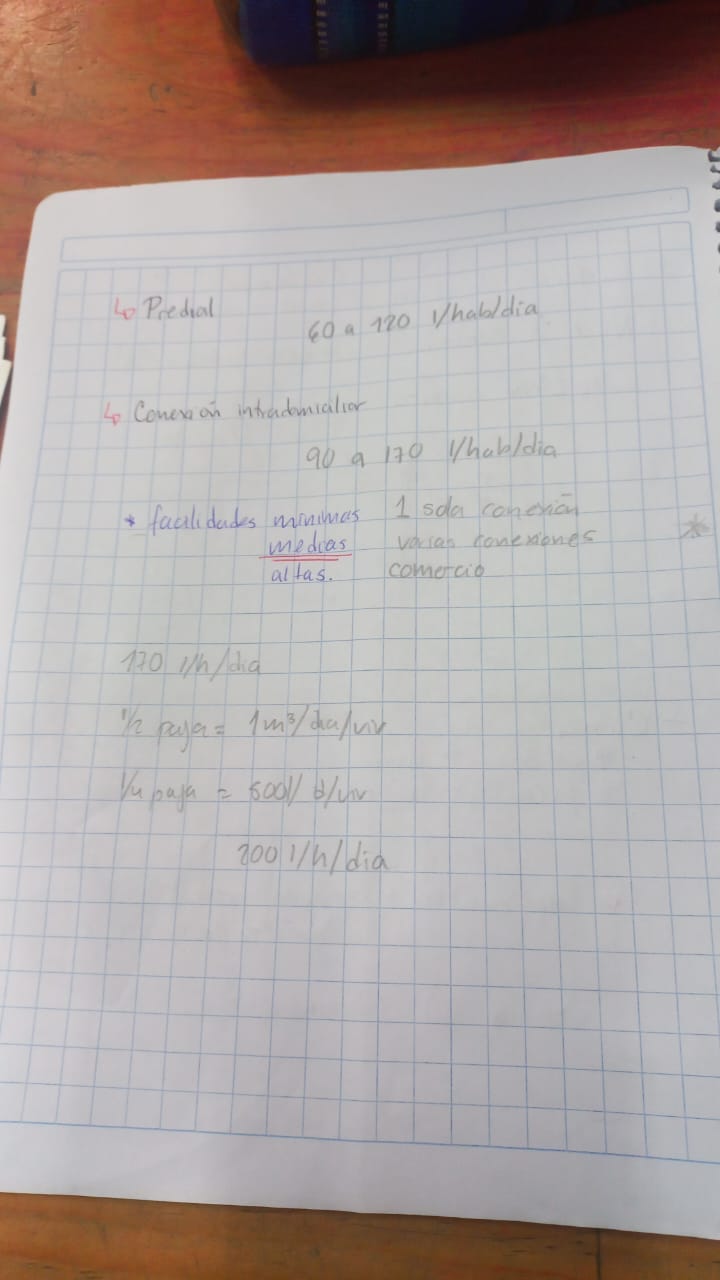 ↳ Predial
60 a 120 l/hab/dia
↳ Conexión intradomiciliar
90 a 170 l/hab/dia
* facilidades minimas 1 sola conexión
medias varias conexiones *
altas. comercio
170 l/h/dia
1/2 paja = 1m³/dia/viv
1/4 paja = 500 l/d/viv
200 l/h/dia